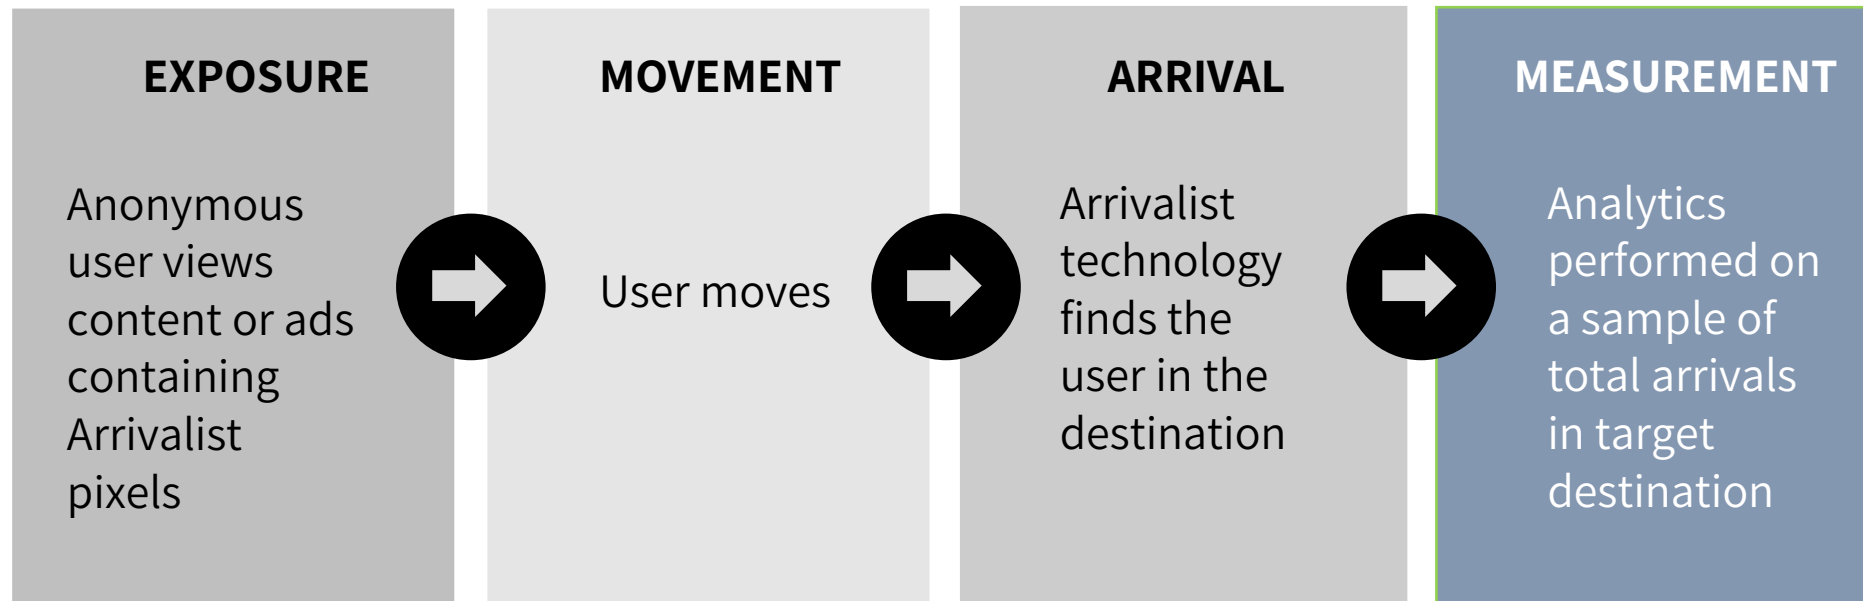 EXPOSURE
Anonymous
user views
content or ads
containing
Arrivalist
pixels
MOVEMENT
User moves
ARRIVAL
Arrivalist
technology
finds the
user in the
destination
MEASUREMENT
Analytics
performed on
a sample of
total arrivals
in target
destination